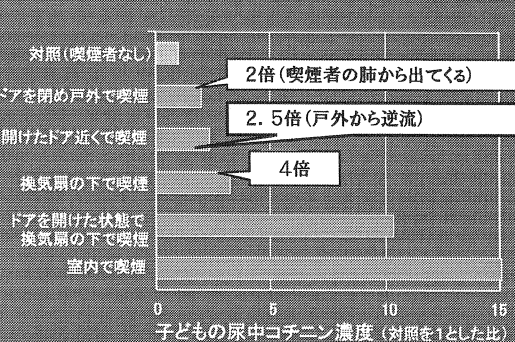 対照(喫煙者なし)
2倍(喫煙者の肺から出てくる)
ドアを閉め戸外で喫煙
2.5倍(戸外から逆流)
開けたドア近くで喫煙
4倍
換気扇の下で喫煙
ドアを開けた状態で
換気扇の下で喫煙
室内で喫煙
0 5 10 15
子どもの尿中コチニン濃度(対照を1とした比)